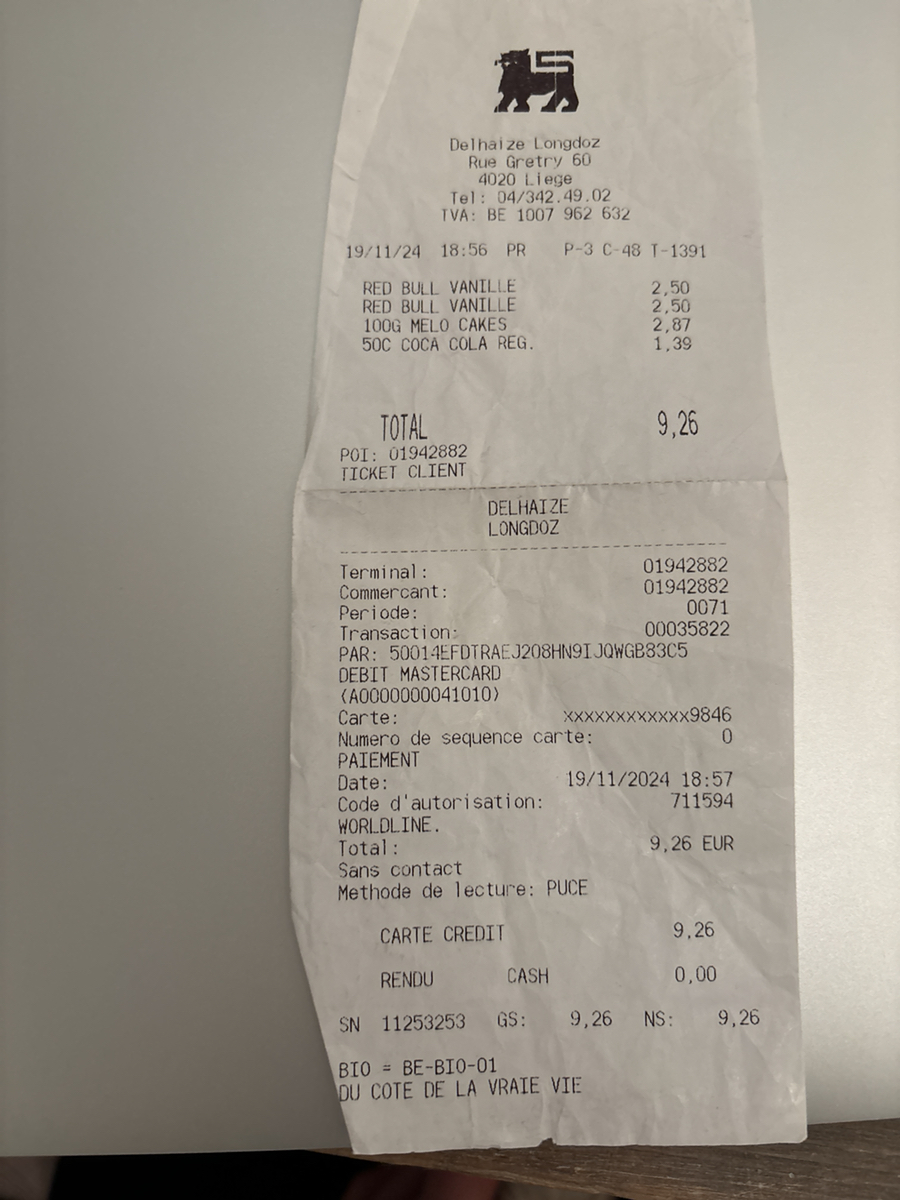 Delhaize Longdoz
Rue Gretry 60
4020 Liege
Tel: 04/342.49.02
TVA: BE 1007 962 632
19/11/24 18:56 PR P-3 C-48 T-1391
RED BULL VANILLE 2,50
RED BULL VANILLE 2,50
100G MELO CAKES 2,87
50C COCA COLA REG. 1,39
TOTAL 9,26
POI: 01942882
TICKET CLIENT
DELHAIZE
LONGDOZ
Terminal: 01942882
Commercant: 01942882
Periode: 0071
Transaction: 00035822
PAR: 50014EFDTRAEJ208HN9IJQWGB83C5
DEBIT MASTERCARD
(A0000000041010)
Carte: xxxxxxxxxxxx9846
Numero de sequence carte: 0
PAIEMENT
Date: 19/11/2024 18:57
Code d'autorisation: 711594
WORLDLINE.
Total: 9,26 EUR
Sans contact
Methode de lecture: PUCE
CARTE CREDIT 9,26
RENDU CASH 0,00
SN 11253253 GS: 9,26 NS: 9,26
BIO = BE-BIO-01
DU COTE DE LA VRAIE VIE